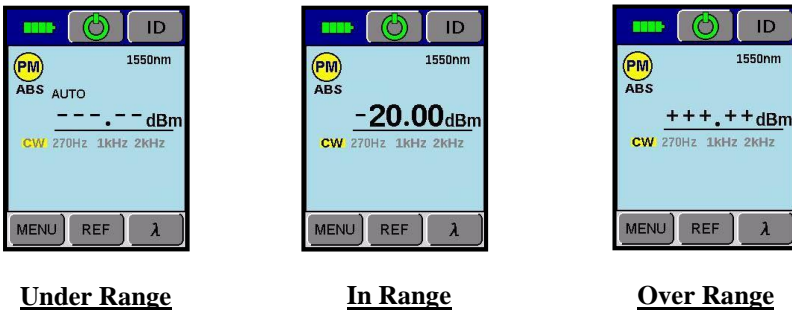 ID
PM
1550nm
ABS
AUTO
---.--dBm
CW 270Hz 1kHz 2kHz
MENU REF λ
Under Range
ID
PM
1550nm
ABS
-20.00dBm
CW 270Hz 1kHz 2kHz
MENU REF λ
In Range
ID
PM
1550nm
ABS
+++.++dBm
CW 270Hz 1kHz 2kHz
MENU REF λ
Over Range